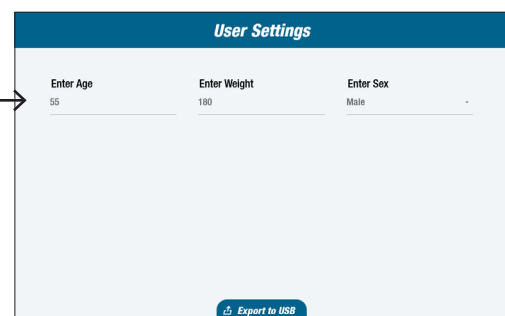 User Settings
Enter Age Enter Weight Enter Sex
55 180 Male
Export to USB